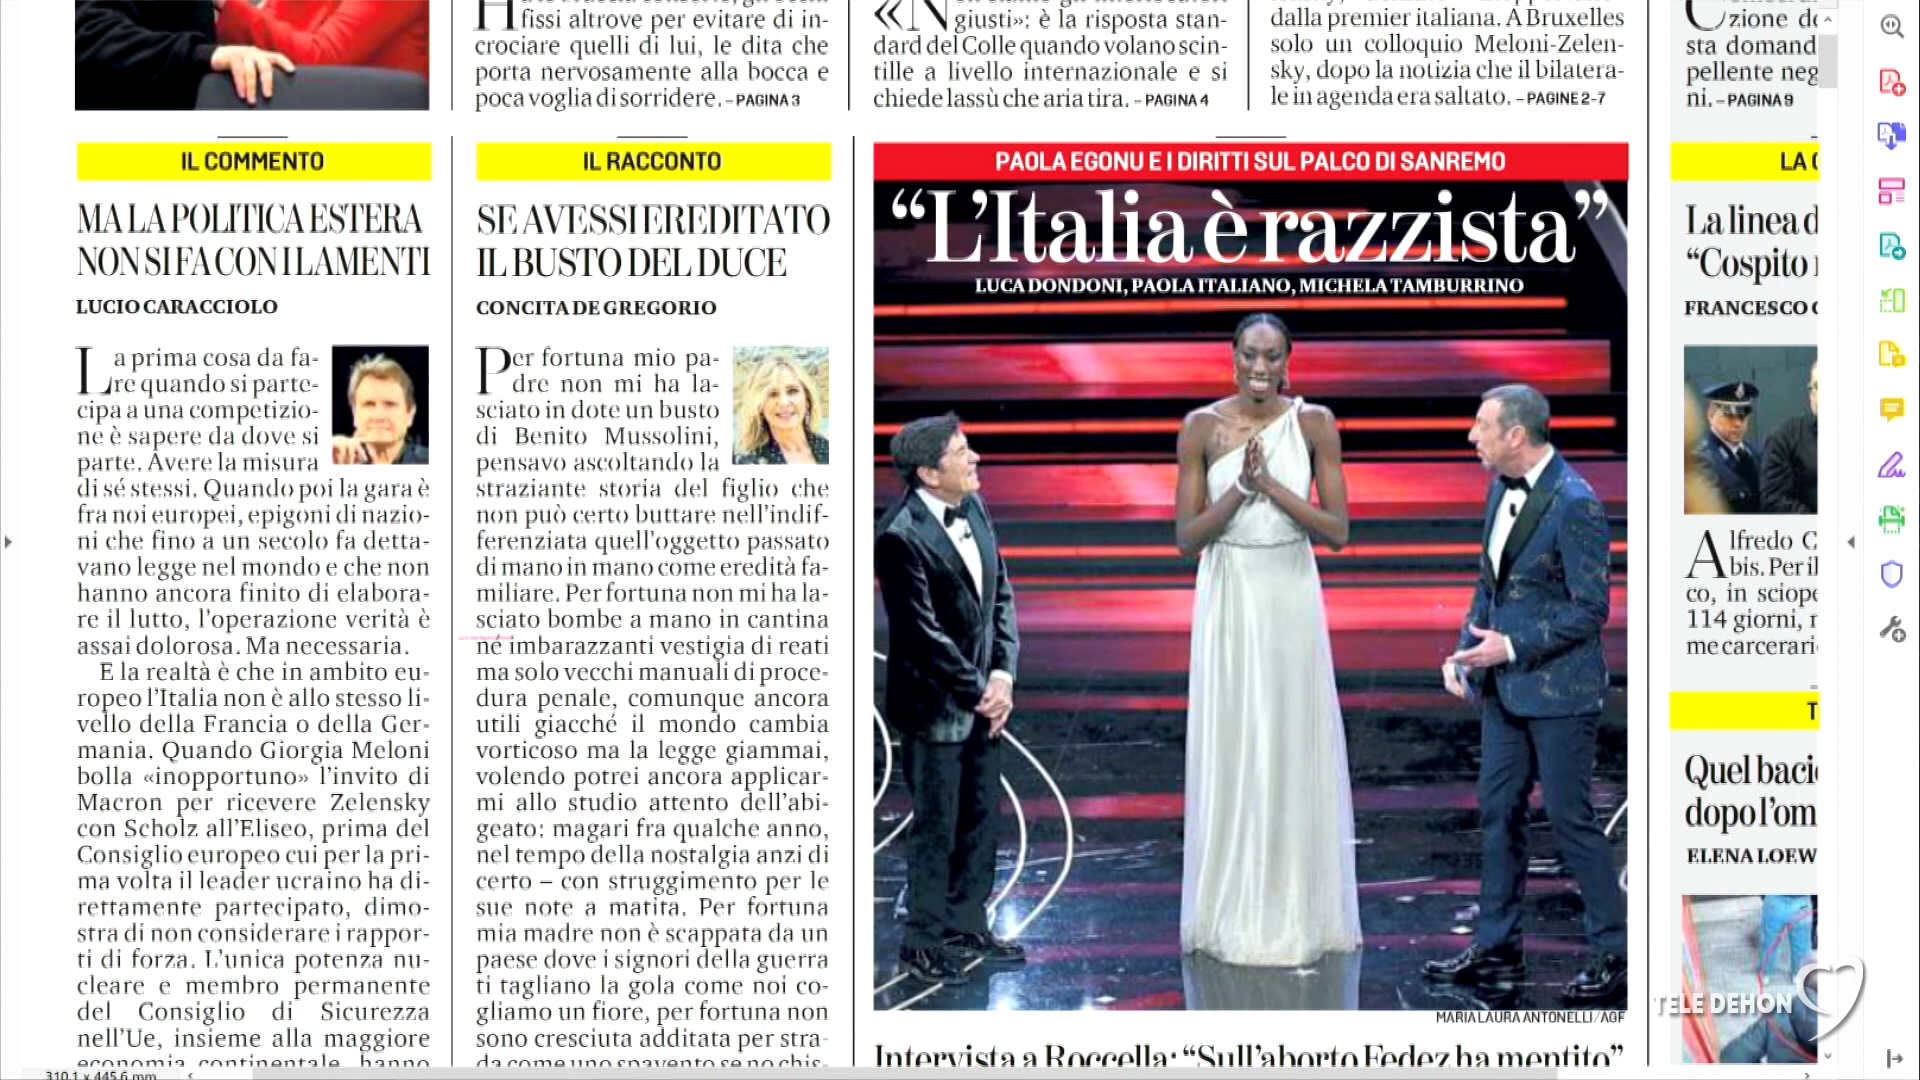 fissi altrove per evitare di in-
crociare quelli di lui, le dita che
porta nervosamente alla bocca e
poca voglia di sorridere. – PAGINA 3
«N
giusti»: è la risposta stan-
dard del Colle quando volano scin-
tille a livello internazionale e si
chiede lassù che aria tira. – PAGINA 4
dalla premier italiana. A Bruxelles
solo un colloquio Meloni-Zelen-
sky, dopo la notizia che il bilatera-
le in agenda era saltato. – PAGINE 2-7
zione de
sta domand
pellente neg
ni. – PAGINA 9
IL COMMENTO
MA LA POLITICA ESTERA
NON SI FA CON I LAMENTI
LUCIO CARACCIOLO
La prima cosa da fa-
re quando si parte-
cipa a una competizio-
ne è sapere da dove si
parte. Avere la misura
di sé stessi. Quando poi la gara è
fra noi europei, epigoni di nazio-
ni che fino a un secolo fa detta-
vano legge nel mondo e che non
hanno ancora finito di elabora-
re il lutto, l'operazione verità è
assai dolorosa. Ma necessaria.
E la realtà è che in ambito eu-
ropeo l'Italia non è allo stesso li-
vello della Francia o della Ger-
mania. Quando Giorgia Meloni
bolla «inopportuno» l'invito di
Macron per ricevere Zelensky
con Scholz all'Eliseo, prima del
Consiglio europeo cui per la pri-
ma volta il leader ucraino ha di-
rettamente partecipato, dimo-
stra di non considerare i rappor-
ti di forza. L'unica potenza nu-
cleare e membro permanente
del Consiglio di Sicurezza
nell'Ue, insieme alla maggiore
economia continentale, hanno
IL RACCONTO
SE AVESSI EREDITATO
IL BUSTO DEL DUCE
CONCITA DE GREGORIO
Per fortuna mio pa-
dre non mi ha la-
sciato in dote un busto
di Benito Mussolini,
pensavo ascoltando la
straziante storia del figlio che
non può certo buttare nell'indif-
ferenziata quell'oggetto passato
di mano in mano come eredità fa-
miliare. Per fortuna non mi ha la-
sciato bombe a mano in cantina
né imbarazzanti vestigia di reati
ma solo vecchi manuali di proce-
dura penale, comunque ancora
utili giacché il mondo cambia
vorticoso ma la legge giammai,
volendo potrei ancora applicar-
mi allo studio attento dell'abi-
geato: magari fra qualche anno,
nel tempo della nostalgia anzi di
certo – con struggimento per le
sue note a matita. Per fortuna
mia madre non è scappata da un
paese dove i signori della guerra
ti tagliano la gola come noi co-
gliamo un fiore, per fortuna non
sono cresciuta additata per stra-
da come uno spavento se no chis-
PAOLA EGONU E I DIRITTI SUL PALCO DI SANREMO
“L'Italia è razzista”
LUCA DONDONI, PAOLA ITALIANO, MICHELA TAMBURRINO
MARIA LAURA ANTONELLI/AGF
Intervista a Roccella: “Sull'aborto Fedez ha mentito”
LA
La linea d
“Cospito
FRANCESCO
Alfredo C
bis. Per il
co, in sciope
114 giorni,
me carcerari
T
Quel baci
dopo l'om
ELENA LOEW
TELE DEHON
310,1 x 445,6 mm